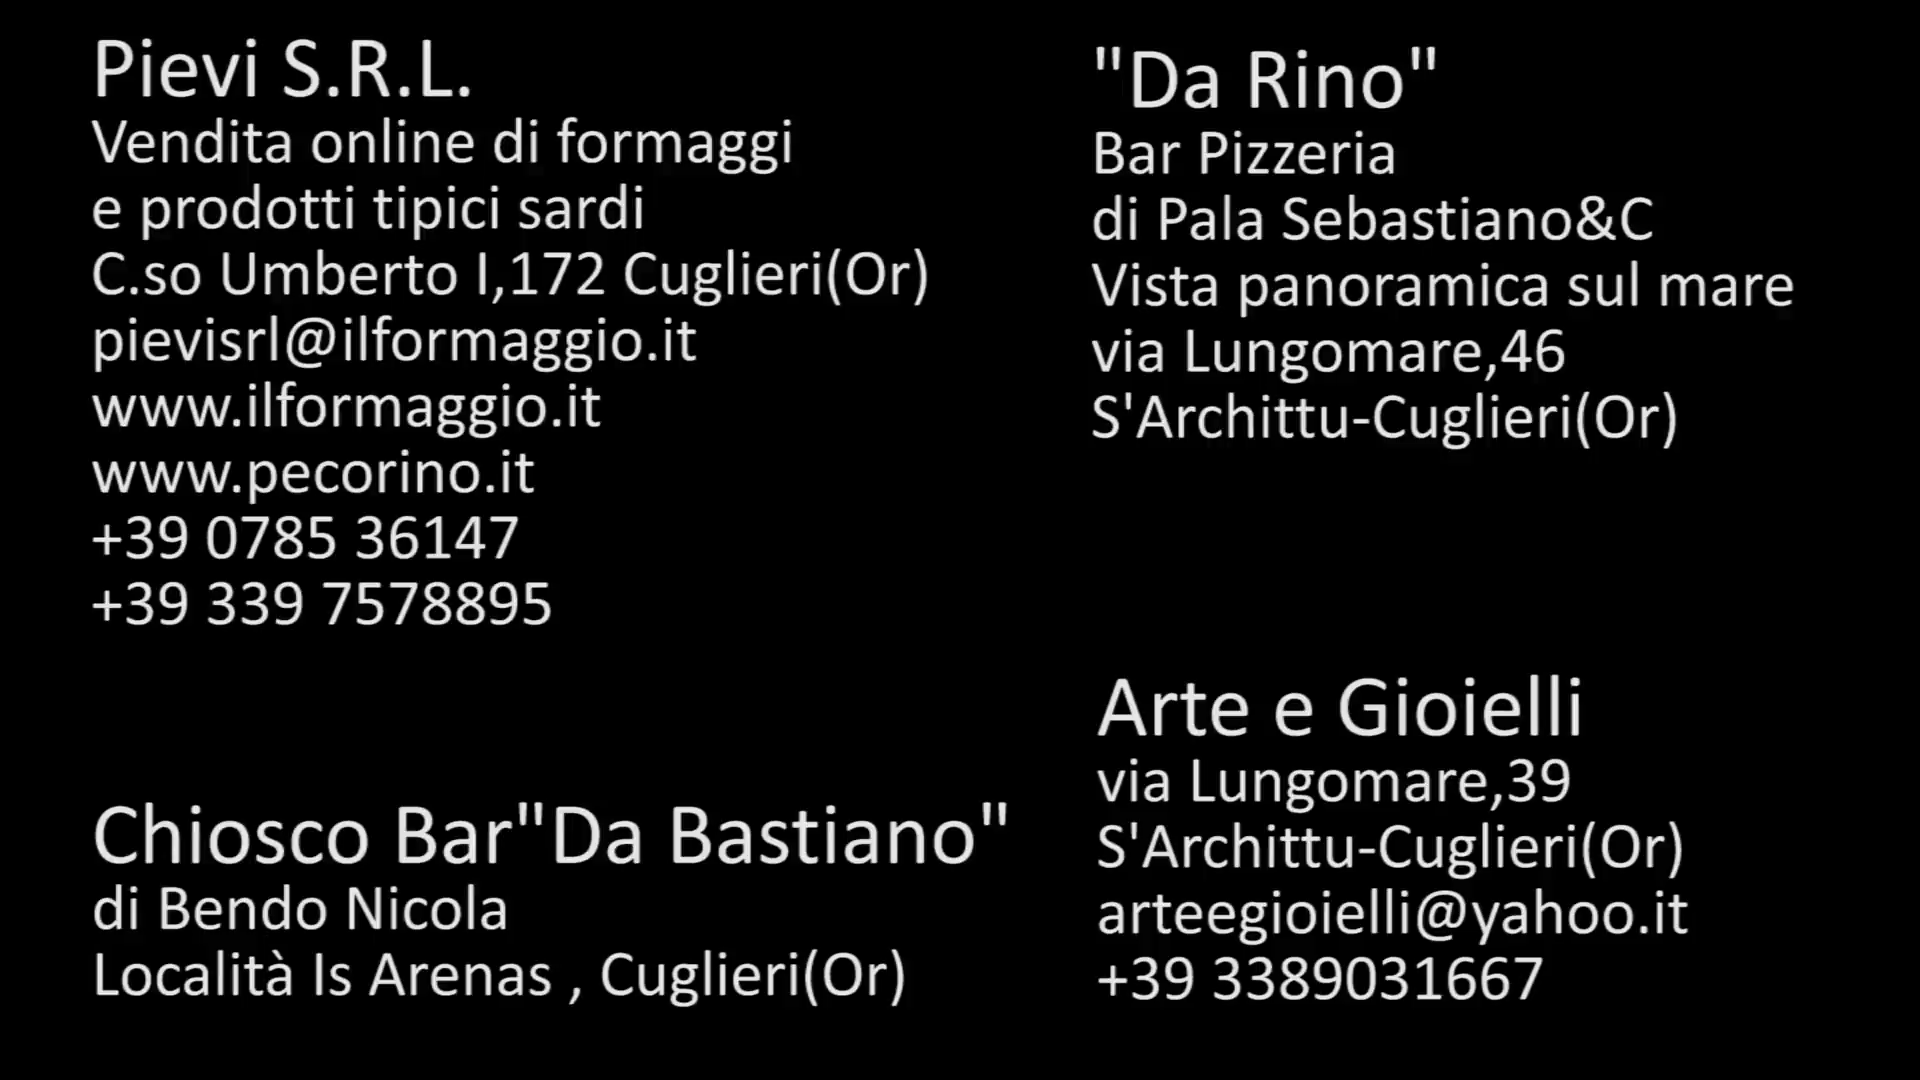 Pievi S.R.L.
Vendita online di formaggi
e prodotti tipici sardi
C.so Umberto I,172 Cuglieri(Or)
pievisrl@ilformaggio.it
www.ilformaggio.it
www.pecorino.it
+39 0785 36147
+39 339 7578895
Chiosco Bar"Da Bastiano"
di Bendo Nicola
Località Is Arenas , Cuglieri(Or)
"Da Rino"
Bar Pizzeria
di Pala Sebastiano&C
Vista panoramica sul mare
via Lungomare,46
S'Archittu-Cuglieri(Or)
Arte e Gioielli
via Lungomare,39
S'Archittu-Cuglieri(Or)
arteegioielli@yahoo.it
+39 3389031667